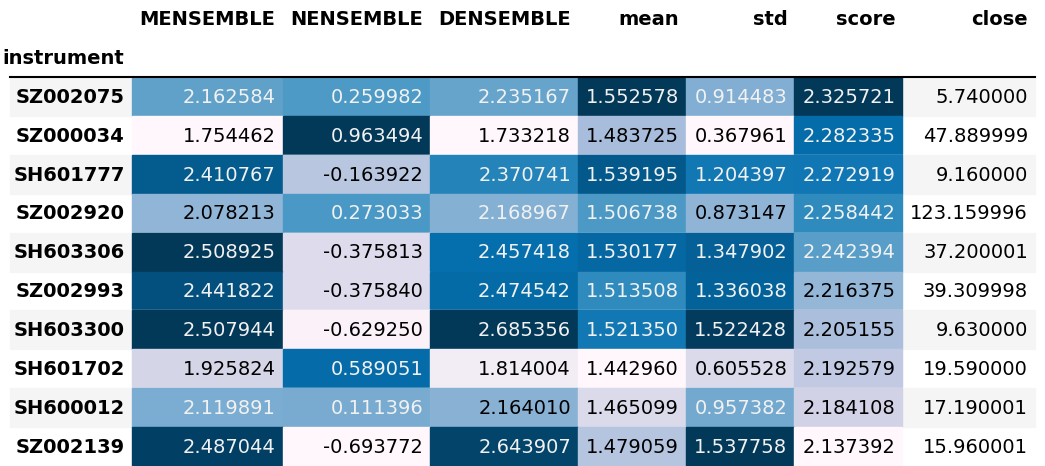 MENSEMBLE NENSEMBLE DENSEMBLE mean std score close
instrument
SZ002075 2.162584 0.259982 2.235167 1.552578 0.914483 2.325721 5.740000
SZ000034 1.754462 0.963494 1.733218 1.483725 0.367961 2.282335 47.889999
SH601777 2.410767 -0.163922 2.370741 1.539195 1.204397 2.272919 9.160000
SZ002920 2.078213 0.273033 2.168967 1.506738 0.873147 2.258442 123.159996
SH603306 2.508925 -0.375813 2.457418 1.530177 1.347902 2.242394 37.200001
SZ002993 2.441822 -0.375840 2.474542 1.513508 1.336038 2.216375 39.309998
SH603300 2.507944 -0.629250 2.685356 1.521350 1.522428 2.205155 9.630000
SH601702 1.925824 0.589051 1.814004 1.442960 0.605528 2.192579 19.590000
SH600012 2.119891 0.111396 2.164010 1.465099 0.957382 2.184108 17.190001
SZ002139 2.487044 -0.693772 2.643907 1.479059 1.537758 2.137392 15.960001